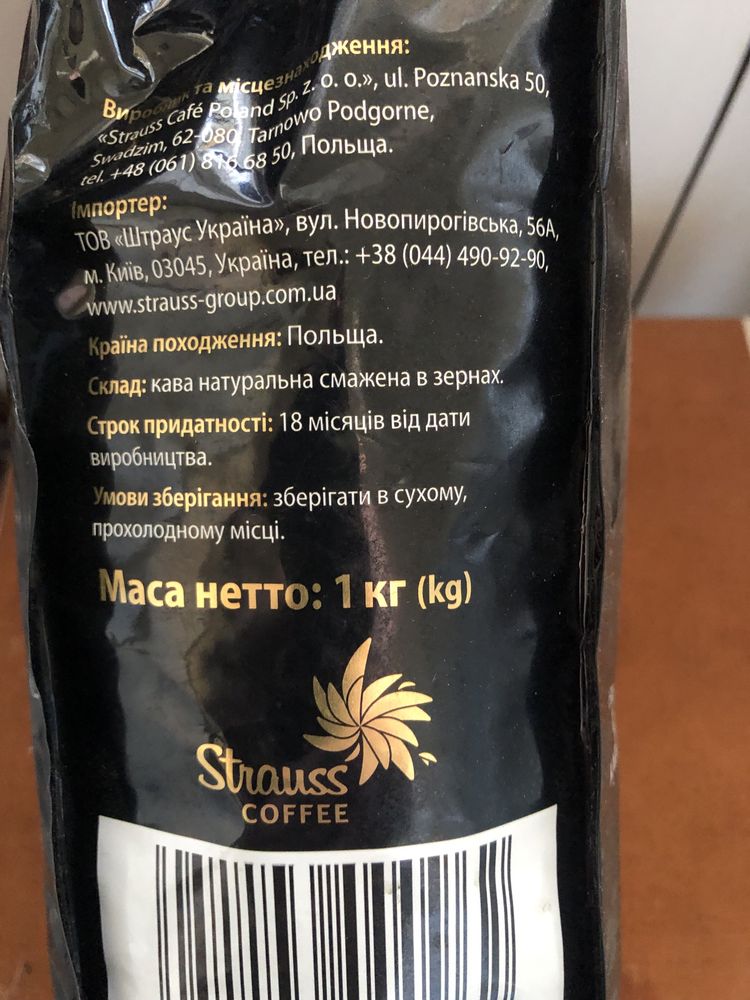 Виробник та місцезнаходження:
«Strauss Café Poland Sp. z. o. o.», ul. Poznanska 50,
Swadzim, 62-080, Tarnowo Podgorne,
tel. +48 (061) 816 68 50, Польща.
Імпортер:
ТОВ «Штраус Україна», вул. Новопирогівська, 56А,
м. Київ, 03045, Україна, тел.: +38 (044) 490-92-90,
www.strauss-group.com.ua
Країна походження: Польща.
Склад: кава натуральна смажена в зернах.
Строк придатності: 18 місяців від дати
виробництва.
Умови зберігання: зберігати в сухому,
прохолодному місці.
Маса нетто: 1 кг (kg)
Strauss
COFFEE